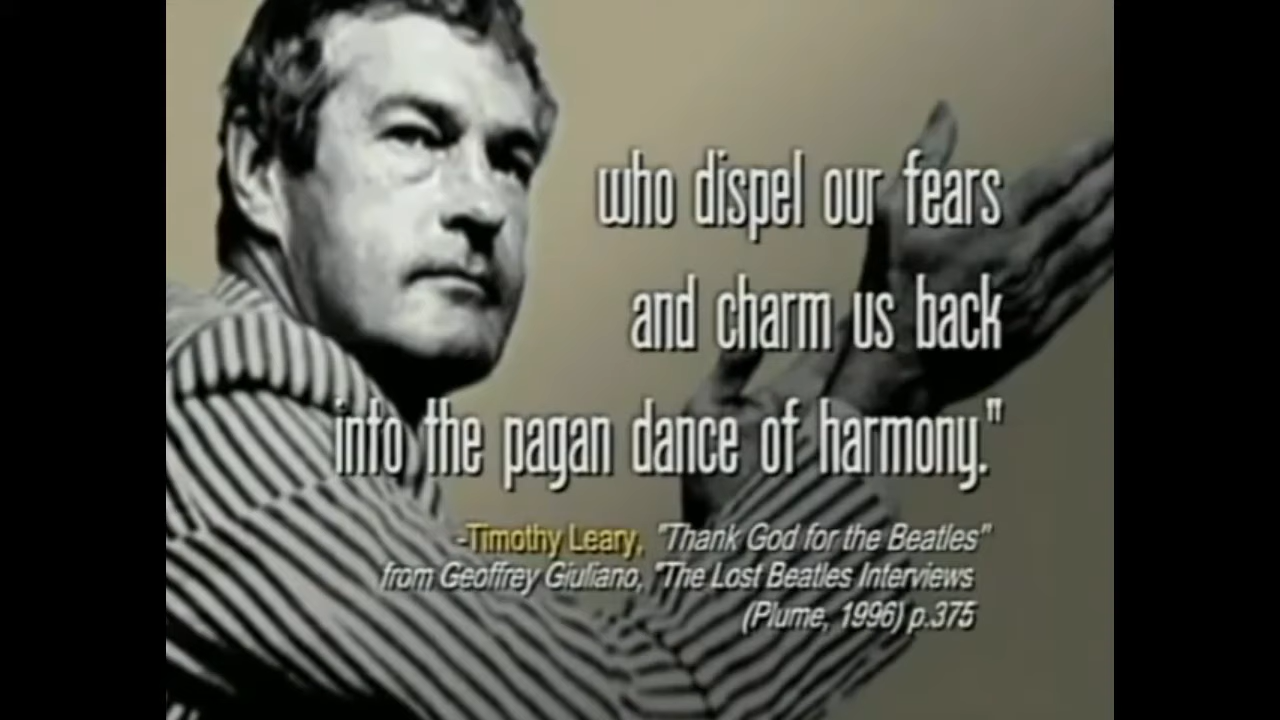 who dispel our fears
and charm us back
into the pagan dance of harmony."
-Timothy Leary, "Thank God for the Beatles"
from Geoffrey Giuliano, "The Lost Beatles Interviews
(Plume, 1996) p.375